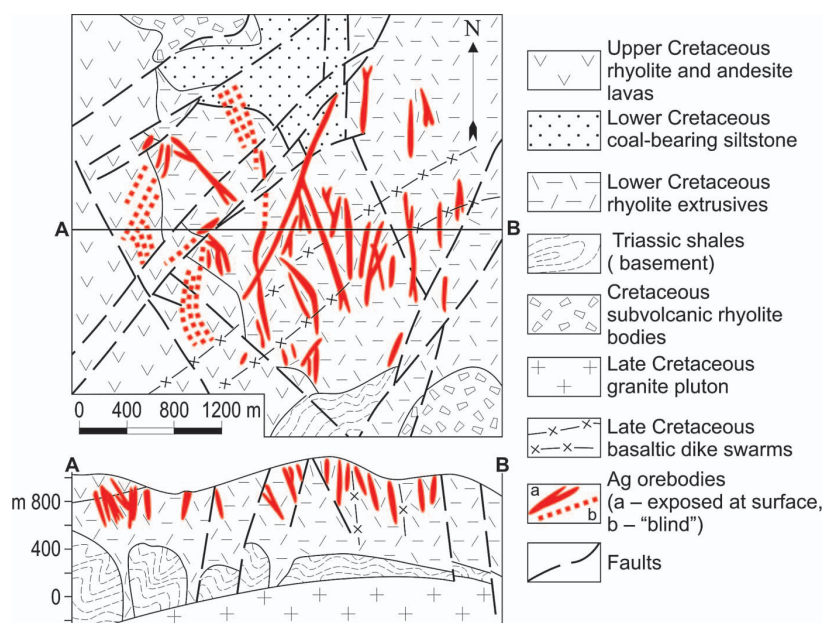 N
A
B
0 400 800 1200 m
Upper Cretaceous
rhyolite and andesite
lavas
Lower Cretaceous
coal-bearing siltstone
Lower Cretaceous
rhyolite extrusives
Triassic shales
( basement)
Cretaceous
subvolcanic rhyolite
bodies
Late Cretaceous
granite pluton
Late Cretaceous
basaltic dike swarms
a
b
Ag orebodies
(a – exposed at surface,
b – “blind”)
Faults
A
B
m 800
400
0